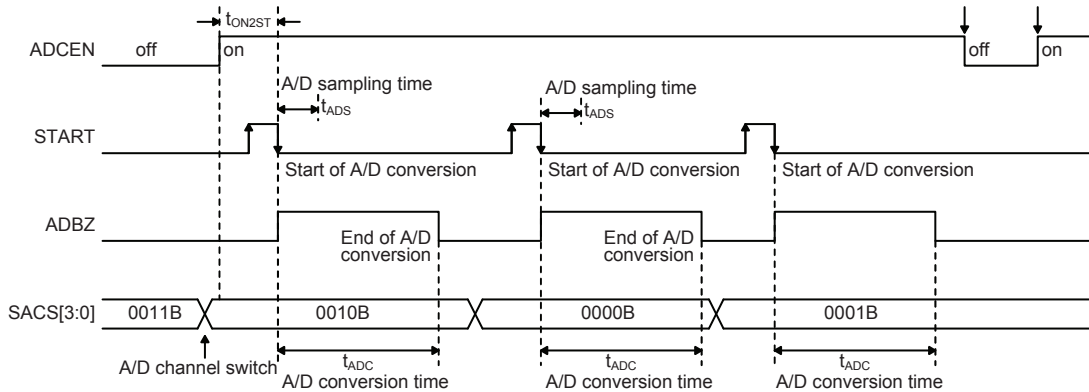 tON2ST
ADCEN off on off on
A/D sampling time A/D sampling time
tADS tADS
START
Start of A/D conversion Start of A/D conversion Start of A/D conversion
ADBZ
End of A/D conversion End of A/D conversion
SACS[3:0] 0011B 0010B 0000B 0001B
A/D channel switch
tADC tADC tADC
A/D conversion time A/D conversion time A/D conversion time